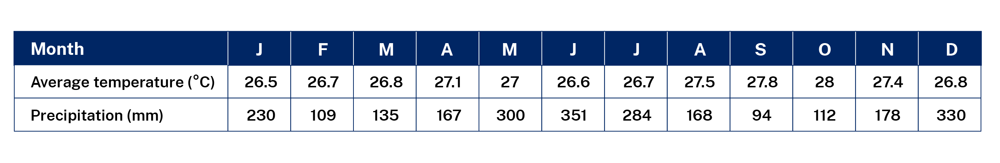 Month J F M A M J J A S O N D
Average temperature (°C) 26.5 26.7 26.8 27.1 27 26.6 26.7 27.5 27.8 28 27.4 26.8
Precipitation (mm) 230 109 135 167 300 351 284 168 94 112 178 330